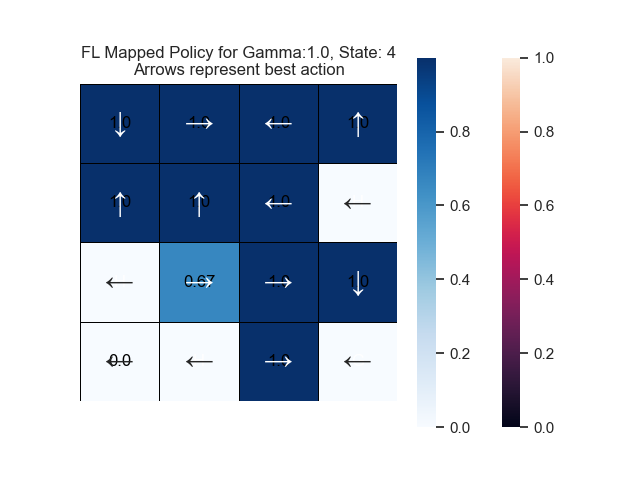 FL Mapped Policy for Gamma:1.0, State: 4
Arrows represent best action
↓ 1.0 → 1.0 ← 1.0 ↑ 1.0
↑ 1.0 ↑ 1.0 ← 1.0 ←
← → 0.67 → 1.0 ↓ 1.0
← 0.0 ← → 1.0 ←
0.8
0.6
0.4
0.2
0.0
1.0
0.8
0.6
0.4
0.2
0.0